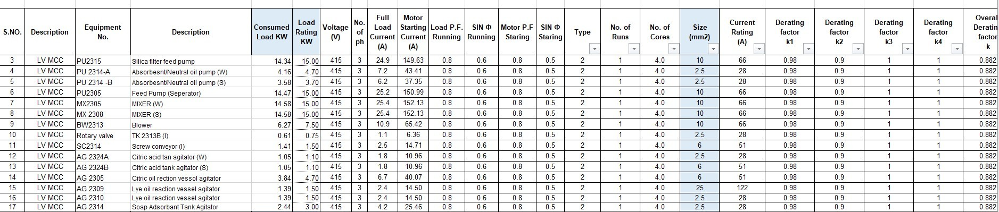 S.NO. Description Equipment No. Description Consumed Load KW Load Rating KW Voltage (V) No. of ph Full Load Current (A) Motor Starting Current (A) Load P.F. Running SIN Φ Running Motor P.F Staring SIN Φ Staring Type No. of Runs No. of Cores Size (mm2) Current Rating (A) Derating factor k1 Derating factor k2 Derating factor k3 Derating factor k4 Overal Deratin factor k
3 LV MCC PU2315 Silica filter feed pump 14.34 15.00 415 3 24.9 149.63 0.8 0.6 0.8 0.5 2 1 4.0 10 66 0.98 0.9 1 1 0.882
4 LV MCC PU 2314-A Absorbesnt/Neutral oil pump (W) 4.16 4.70 415 3 7.2 43.41 0.8 0.6 0.8 0.5 2 1 4.0 2.5 28 0.98 0.9 1 1 0.882
5 LV MCC PU 2314 -B Absorbesnt/Neutral oil pump (S) 3.58 3.70 415 3 6.2 37.35 0.8 0.6 0.8 0.5 2 1 4.0 2.5 28 0.98 0.9 1 1 0.882
6 LV MCC PU2305 Feed Pump (Seperator) 14.47 15.00 415 3 25.2 150.99 0.8 0.6 0.8 0.5 2 1 4.0 10 66 0.98 0.9 1 1 0.882
7 LV MCC MX2305 MIXER (W) 14.58 15.00 415 3 25.4 152.13 0.8 0.6 0.8 0.5 2 1 4.0 10 66 0.98 0.9 1 1 0.882
8 LV MCC MX 2308 MIXER (S) 14.58 15.00 415 3 25.4 152.13 0.8 0.6 0.8 0.5 2 1 4.0 10 66 0.98 0.9 1 1 0.882
9 LV MCC BW2313 Blower 6.27 7.50 415 3 10.9 65.42 0.8 0.6 0.8 0.5 2 1 4.0 10 66 0.98 0.9 1 1 0.882
10 LV MCC Rotary valve TK 2313B (I) 0.61 0.75 415 3 1.1 6.36 0.8 0.6 0.8 0.5 2 1 4.0 2.5 28 0.98 0.9 1 1 0.882
11 LV MCC SC2314 Screw conveyor (I) 1.41 1.50 415 3 2.5 14.71 0.8 0.6 0.8 0.5 2 1 4.0 6 51 0.98 0.9 1 1 0.882
12 LV MCC AG 2324A Citric acid tan agitator (W) 1.05 1.10 415 3 1.8 10.96 0.8 0.6 0.8 0.5 2 1 4.0 2.5 28 0.98 0.9 1 1 0.882
13 LV MCC AG 2324B Citric acid tank agitator (S) 1.05 1.10 415 3 1.8 10.96 0.8 0.6 0.8 0.5 2 1 4.0 6 51 0.98 0.9 1 1 0.882
14 LV MCC AG 2305 Citric oil rection vessol agitator 3.84 4.70 415 3 6.7 40.07 0.8 0.6 0.8 0.5 2 1 4.0 6 51 0.98 0.9 1 1 0.882
15 LV MCC AG 2309 Lye oil reaction vessel agitator 1.39 1.50 415 3 2.4 14.50 0.8 0.6 0.8 0.5 2 1 4.0 25 122 0.98 0.9 1 1 0.882
16 LV MCC AG 2310 Lye oil reaction vessel agitator 1.39 1.50 415 3 2.4 14.50 0.8 0.6 0.8 0.5 2 1 4.0 2.5 28 0.98 0.9 1 1 0.882
17 LV MCC AG 2314 Soap Adsorbant Tank Agitator 2.44 3.00 415 3 4.2 25.46 0.8 0.6 0.8 0.5 2 1 4.0 2.5 28 0.98 0.9 1 1 0.882